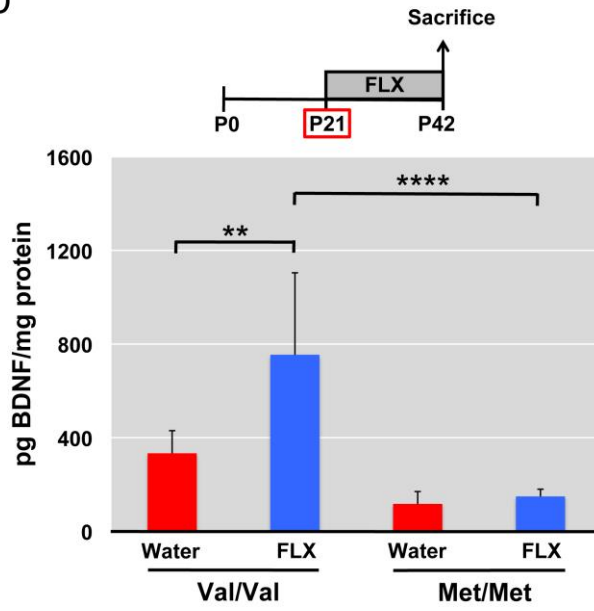 Sacrifice
FLX
P0 P21 P42
1600
****
1200
**
800
400
0
pg BDNF/mg protein
Water FLX Water FLX
Val/Val Met/Met